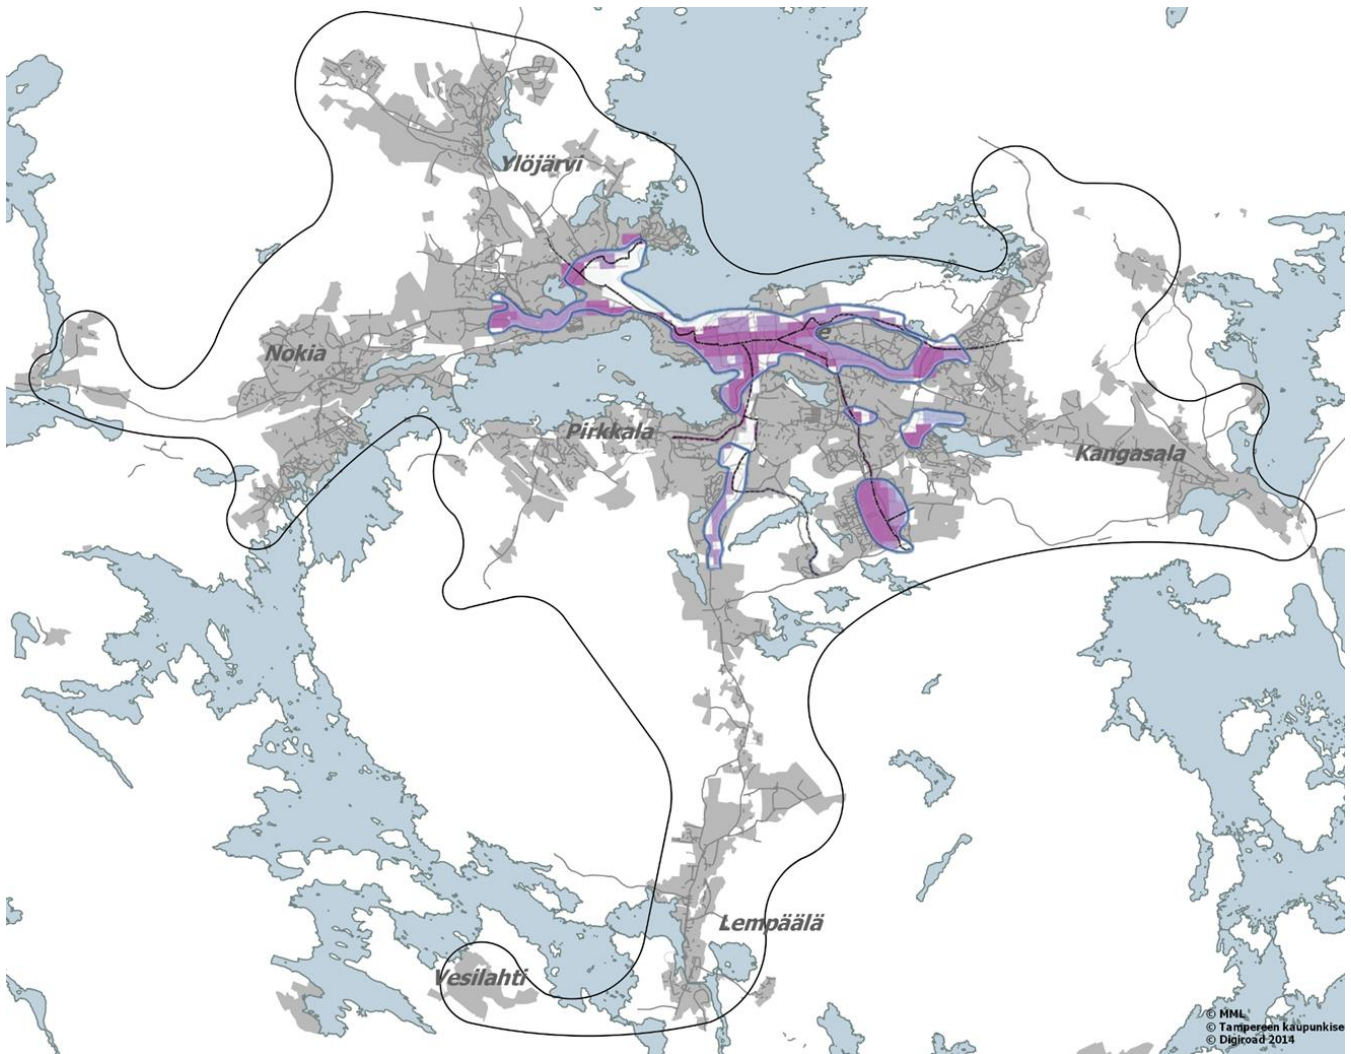 Ylöjärvi
Nokia
Pirkkala
Kangasala
Lempäälä
Vesilahti
© MML
© Tampereen kaupunkise
© Digiroad 2014